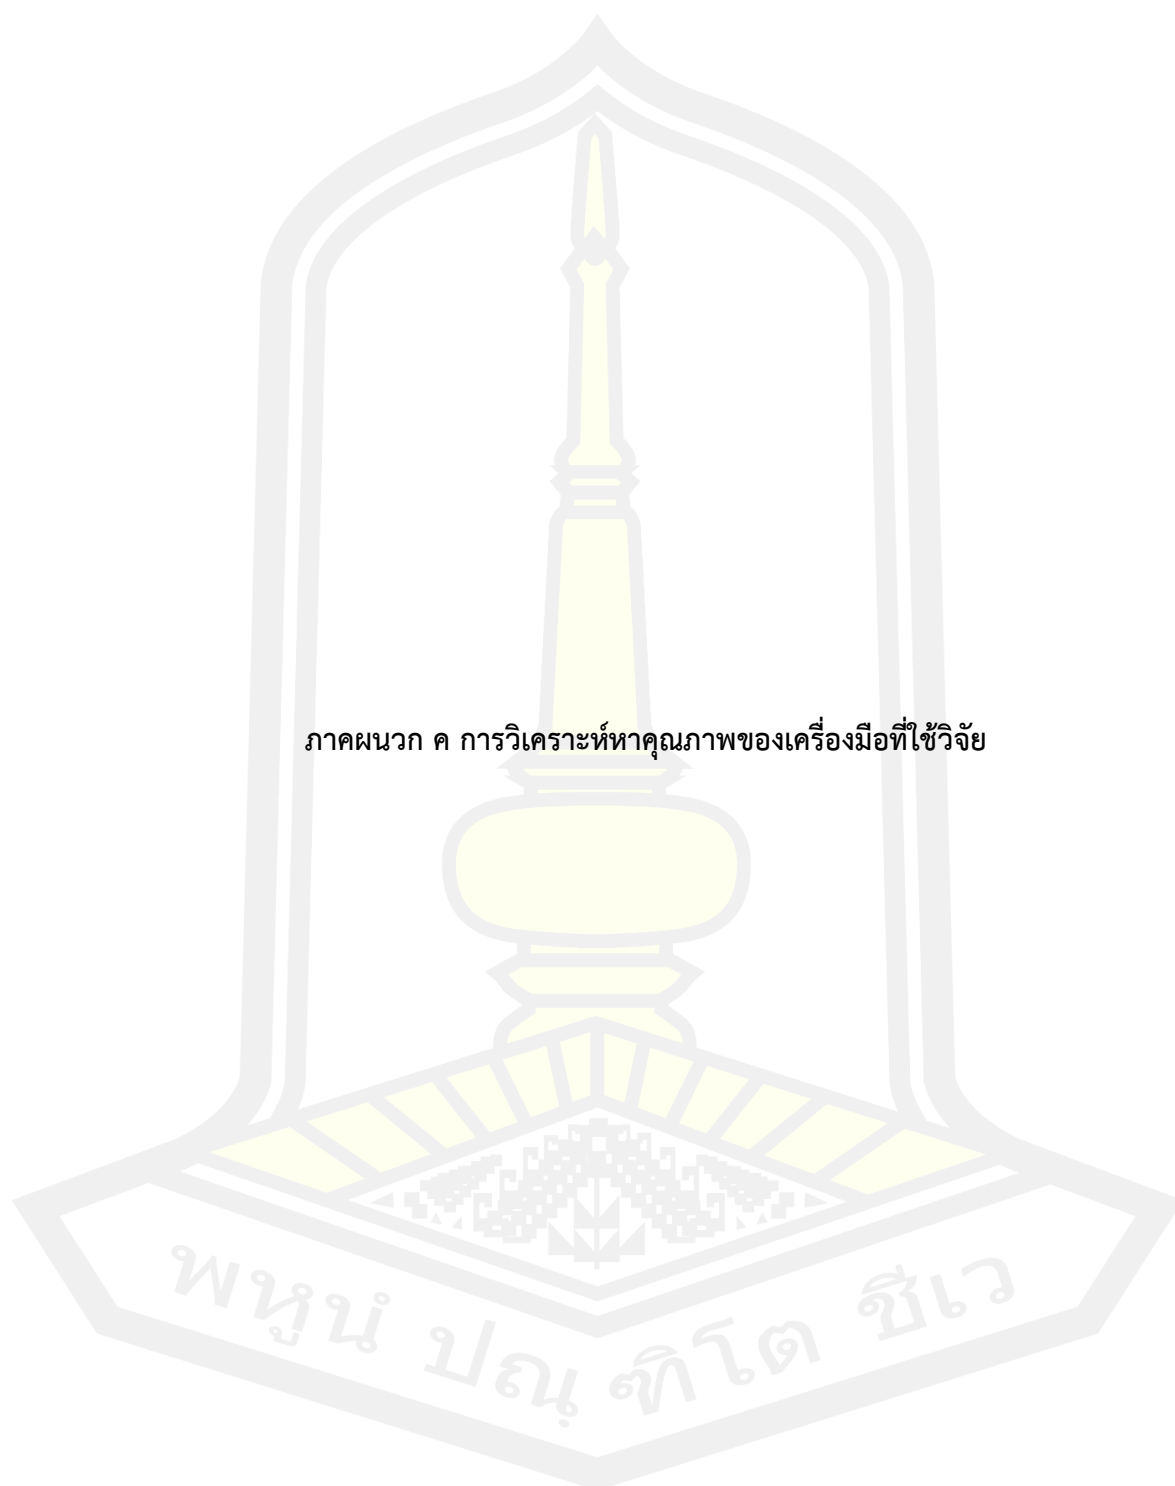 ภาคผนวก ค การวิเคราะห์หาคุณภาพของเครื่องมือที่ใช้วิจัย
พหูนํ ปณฺ ฑิโต ชีเว